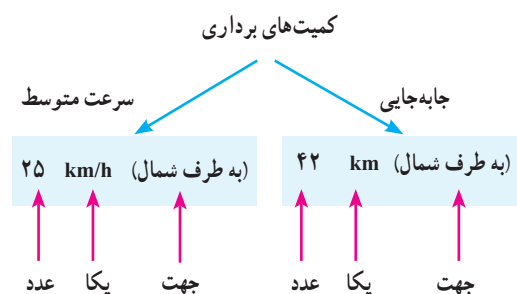 کمیت‌های برداری
جابه‌جایی
سرعت متوسط
۴۲ km (به طرف شمال)
۲۵ km/h (به طرف شمال)
جهت یکا عدد
جهت یکا عدد